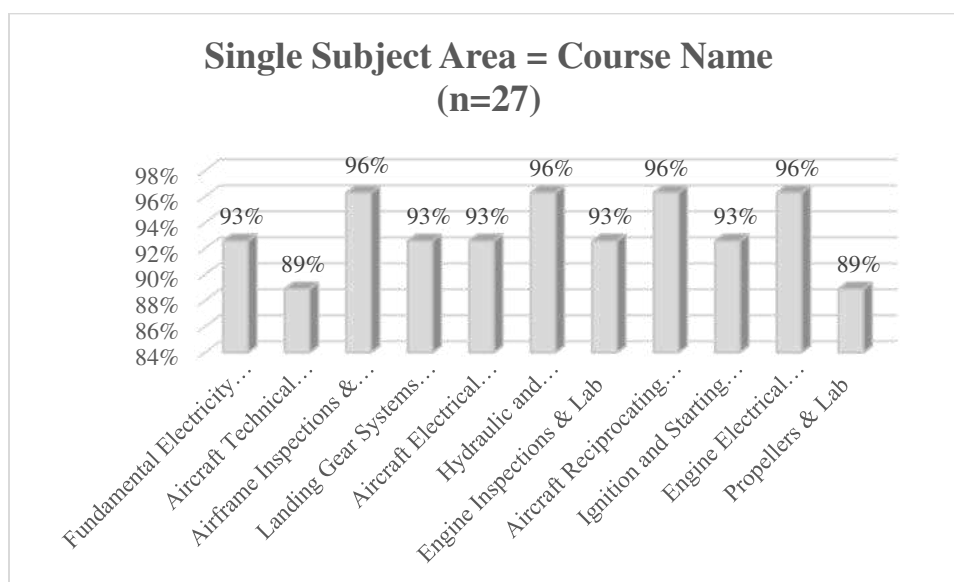 Single Subject Area = Course Name
(n=27)
98%
96%
94%
92%
90%
88%
86%
84%
93%
89%
96%
93%
93%
96%
93%
96%
93%
96%
89%
Fundamental Electricity…
Aircraft Technical…
Airframe Inspections &…
Landing Gear Systems…
Aircraft Electrical…
Hydraulic and…
Engine Inspections & Lab
Aircraft Reciprocating…
Ignition and Starting…
Engine Electrical…
Propellers & Lab